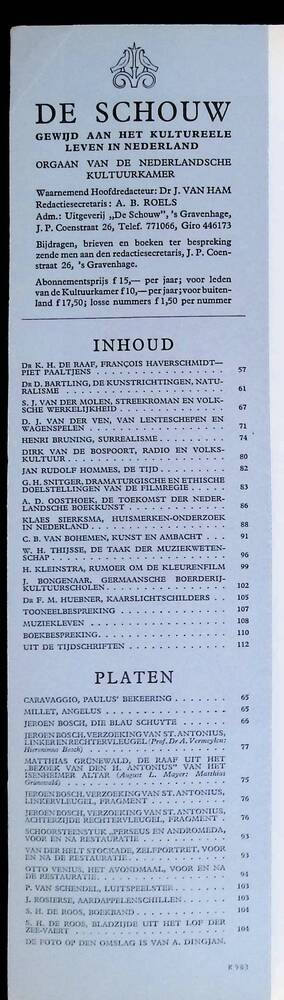 DE SCHOUW
GEWIJD AAN HET KULTUREELE
LEVEN IN NEDERLAND
ORGAAN VAN DE NEDERLANDSCHE
KULTUURKAMER
Waarnemend Hoofdredacteur: Dr J. VAN HAM
Redactiesecretaris: A. B. ROELS
Adm.: Uitgeverij „De Schouw", 's Gravenhage,
J. P. Coenstraat 26, Telef. 771066, Giro 446173
Bijdragen, brieven en boeken ter bespreking
zende men aan den redactiesecretaris, J. P. Coen-
straat 26, 's Gravenhage.
Abonnementsprijs f 15,— per jaar; voor leden
van de Kultuurkamer f 10,— per jaar; voor buiten-
land f 17,50; losse nummers f 1,50 per nummer
INHOUD
Dr K. H. DE RAAF, FRANÇOIS HAVERSCHMIDT—
PIET PAALTJENS . . . . . 57
Dr D. BARTLING, DE KUNSTRICHTINGEN, NATU-
RALISME . . . . . 61
S. J. VAN DER MOLEN, STREEKROMAN EN VOLK-
SCHE WERKELIJKHEID . . . . . 67
D. J. VAN DER VEN, VAN LENTESCHEPEN EN
WAGENSPELEN . . . . . 71
HENRI BRUNING, SURREALISME . . . . . 74
DIRK VAN DE BOSPOORT, RADIO EN VOLKS-
KULTUUR . . . . . 80
JAN RUDOLF HOMMES, DE TIJD . . . . . 82
G. H. SNITGER, DRAMATURGISCHE EN ETHISCHE
DOELSTELLINGEN VAN DE FILMREGIE . . . . 83
A. D. OOSTHOEK, DE TOEKOMST DER NEDER-
LANDSCHE BOEKKUNST . . . . . 86
KLAES SIERKSMA, HUISMERKEN-ONDERZOEK
IN NEDERLAND . . . . . 88
C. B. VAN BOHEMEN, KUNST EN AMBACHT . . . 91
W. H. THIJSSE, DE TAAK DER MUZIEKWETEN-
SCHAP . . . . . 96
H. KLEINSTRA, RUMOER OM DE KLEURENFILM 99
J. BONGENAAR, GERMAANSCHE BOERDERIJ-
KULTUURSCHOLEN . . . . . 102
Dr F. M. HUEBNER, KAARSLICHTSCHILDERS . . 105
TOONEELBESPREKING . . . . . 107
MUZIEKLEVEN . . . . . 108
BOEKBESPREKING . . . . . 110
UIT DE TIJDSCHRIFTEN . . . . . 112
PLATEN
CARAVAGGIO, PAULUS' BEKEERING . . . . . 65
MILLET, ANGELUS . . . . . 65
JEROEN BOSCH, DIE BLAU SCHUYTE . . . . . 66
JEROEN BOSCH, VERZOEKING VAN ST. ANTONIUS,
LINKER EN RECHTERVLEUGEL (Prof. Dr A. Vermeylen:
Hieronimus Bosch) . . . . . 77
MATTHIAS GRÜNEWALD, DE RAAF UIT HET
„BEZOEK VAN DEN H. ANTONIUS" VAN HET
ISENHEIMER ALTAR (August L. Mayer: Matthias
Grünewald) . . . . . 75
JEROEN BOSCH, VERZOEKING VAN ST. ANTONIUS,
LINKERVLEUGEL, FRAGMENT . . . . . 76
JEROEN BOSCH, VERZOEKING VAN ST. ANTONIUS,
ACHTERZIJDE RECHTERVLEUGEL, FRAGMENT . 76
SCHOORSTEENSTUK „PERSEUS EN ANDROMEDA,
VOOR EN NA RESTAURATIE . . . . . 93
VAN DER HELT STOCKADE, ZELFPORTRET, VOOR
EN NA DE RESTAURATIE . . . . . 93
OTTO VENIUS, HET AVONDMAAL, VOOR EN NA
DE RESTAURATIE . . . . . 94
P. VAN SCHENDEL, LUITSPEELSTER . . . . . 103
J. ROSIERSE, AARDAPPELENSCHILLEN . . . . . 103
S. H. DE ROOS, BOEKBAND . . . . . 104
S. H. DE ROOS, BLADZIJDE UIT HET LOF DER
ZEE-VAERT . . . . . 104
DE FOTO OP DEN OMSLAG IS VAN A. DINGJAN.
K 983